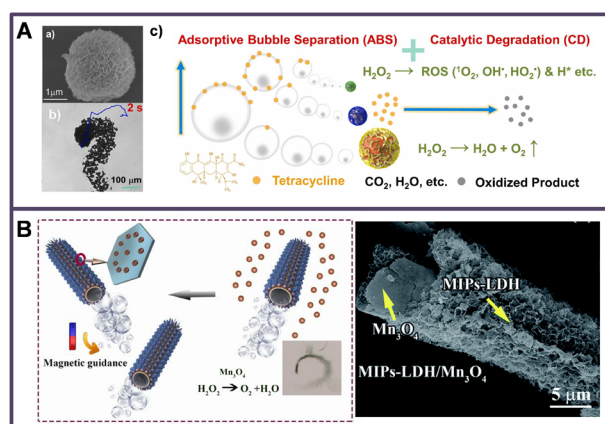 A
a)
1μm
b)
2 s
100 μm
c)
Adsorptive Bubble Separation (ABS) + Catalytic Degradation (CD)
H₂O₂ → ROS (¹O₂, OH•, HO₂•) & H• etc.
H₂O₂ → H₂O + O₂ ↑
Tetracycline
CO₂, H₂O, etc.
Oxidized Product
B
Magnetic guidance
Mn₃O₄
H₂O₂ → O₂ +H₂O
MIPs-LDH
Mn₃O₄
MIPs-LDH/Mn₃O₄
5 μm